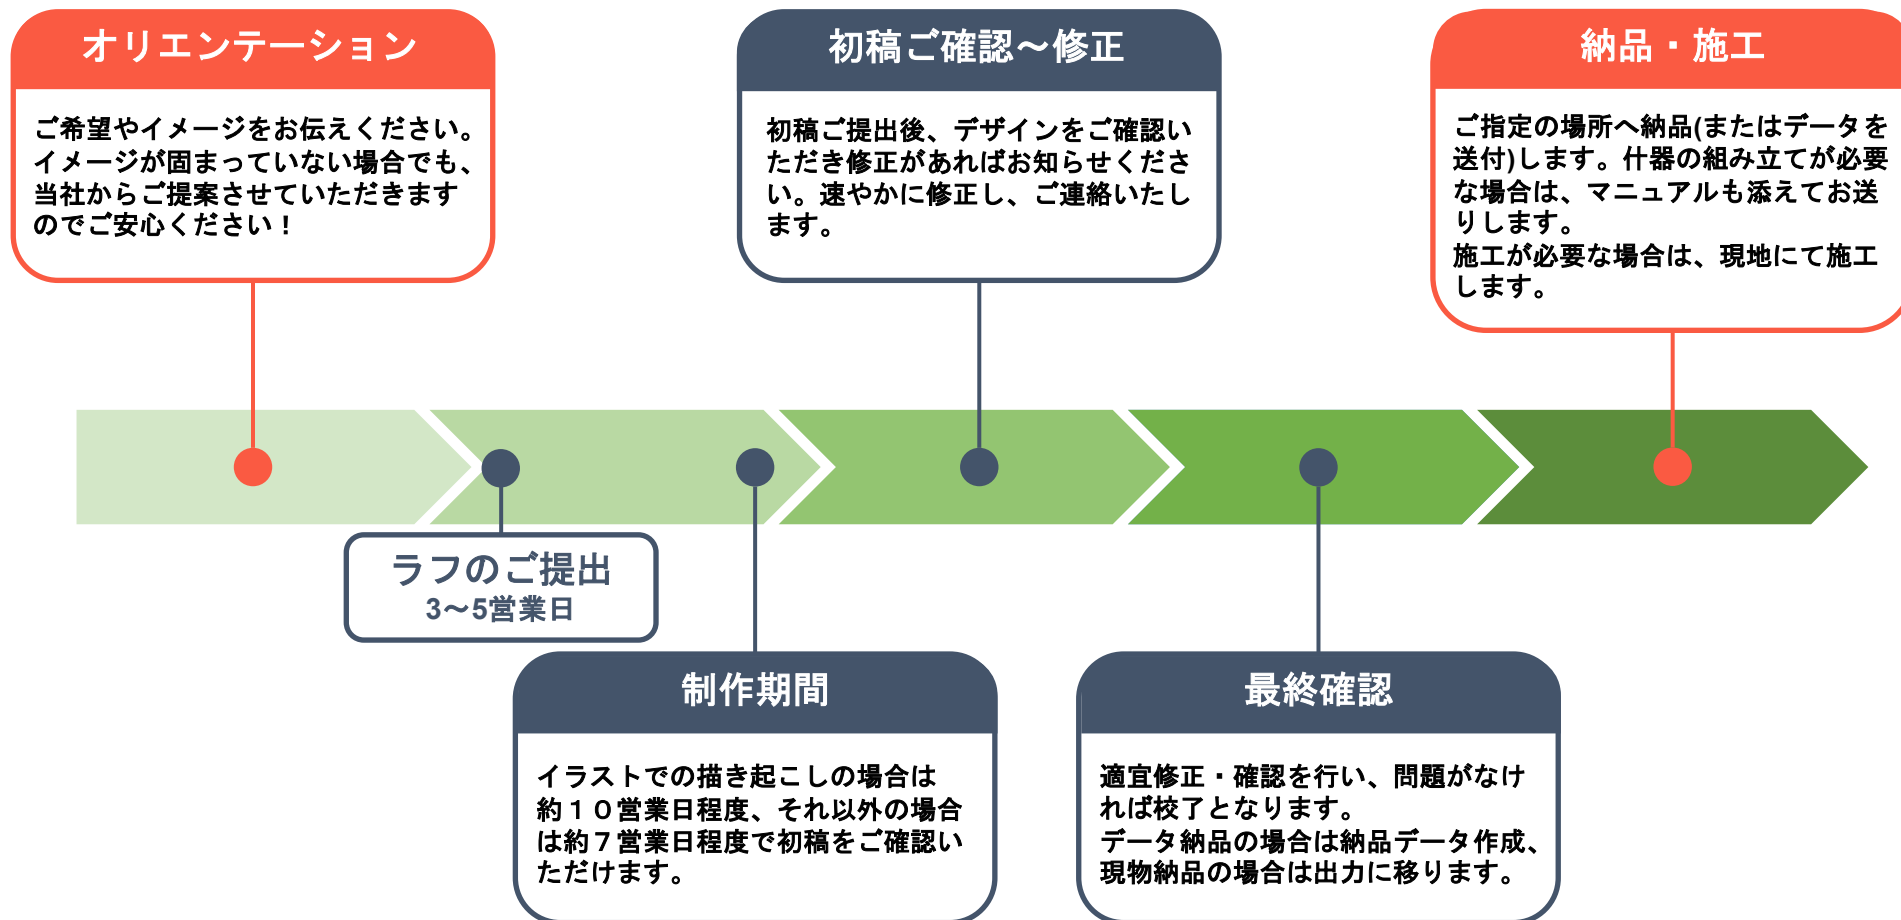 オリエンテーション
ご希望やイメージをお伝えください。
イメージが固まっていない場合でも、
当社からご提案させていただきます
のでご安心ください！
ラフのご提出
3～5営業日
制作期間
イラストでの描き起こしの場合は
約１０営業日程度、それ以外の場合
は約７営業日程度で初稿をご確認い
ただけます。
初稿ご確認～修正
初稿ご提出後、デザインをご確認い
ただき修正があればお知らせくださ
い。速やかに修正し、ご連絡いたし
ます。
最終確認
適宜修正・確認を行い、問題がなけ
れば校了となります。
データ納品の場合は納品データ作成、
現物納品の場合は出力に移ります。
納品・施工
ご指定の場所へ納品(またはデータを
送付)します。什器の組み立てが必要
な場合は、マニュアルも添えてお送
りします。
施工が必要な場合は、現地にて施工
します。